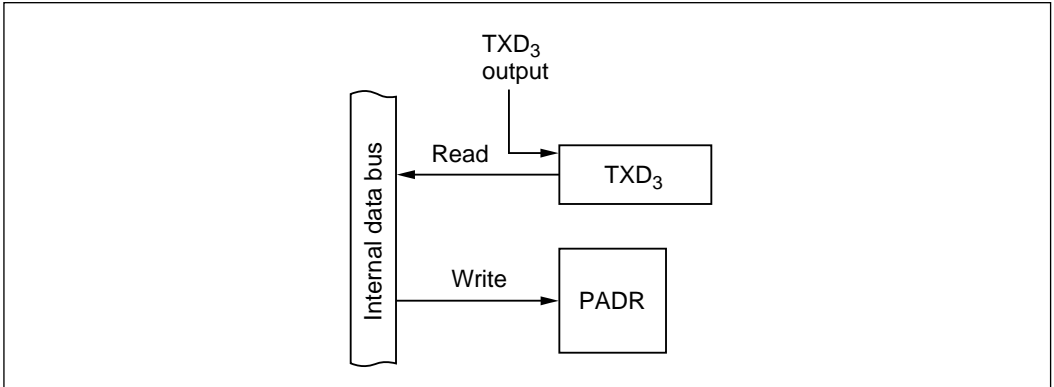 TXD₃
output
Internal data bus
Read
TXD₃
Write
PADR